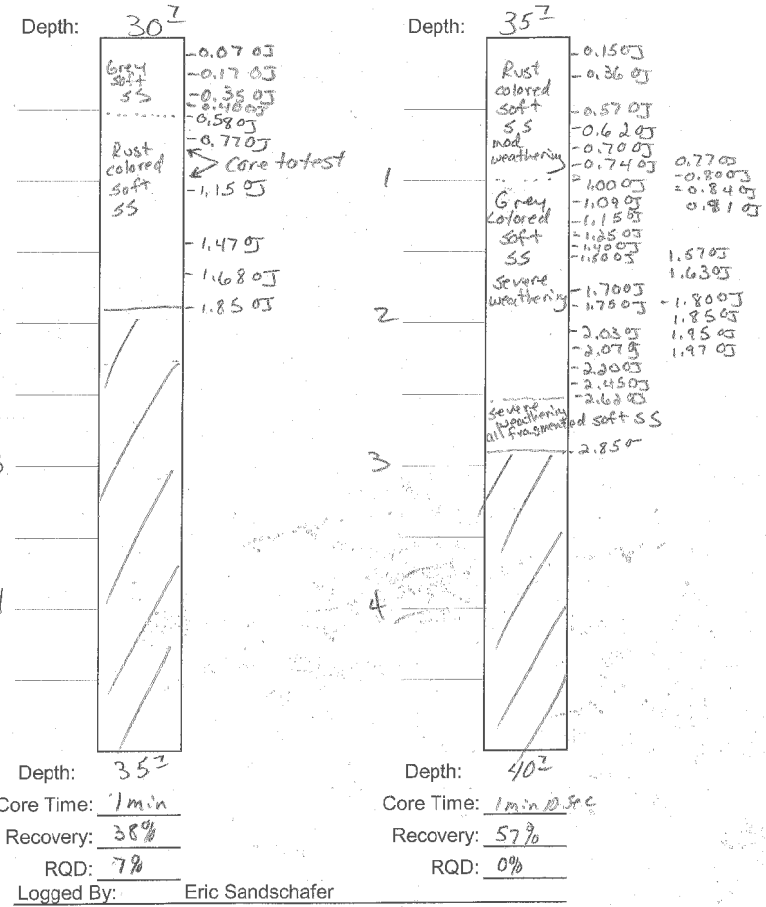 Depth: 30⁷
Grey
soft
SS
-0.07 OJ
-0.17 OJ
-0.35 OJ
-0.40 OJ
-0.58 OJ
-0.77 OJ
Core to test
Rust
colored
soft
SS
-1.15 OJ
-1.47 OJ
-1.68 OJ
-1.85 OJ
Depth: 35⁷
Core Time: 1 min
Recovery: 38%
RQD: 7%
Depth: 35⁷
Rust
colored
soft
SS
mod
weathering
-0.15 OJ
-0.36 OJ
-0.57 OJ
-0.62 OJ
-0.70 OJ
-0.74 OJ
0.77 OJ
-0.80 OJ
-0.84 OJ
0.81 OJ
1
Grey
colored
soft
SS
severe
weathering
1.00 OJ
-1.09 OJ
-1.15 OJ
-1.25 OJ
-1.40 OJ
-1.50 OJ
1.57 OJ
1.63 OJ
-1.70 OJ
-1.75 OJ
-1.80 OJ
1.85 OJ
1.95 OJ
1.97 OJ
2
-2.03 OJ
-2.07 OJ
-2.20 OJ
-2.45 OJ
-2.62 OJ
severe
weathering
all fragmented soft SS
-2.85
3
4
Depth: 40⁷
Core Time: 1 min 10 sec
Recovery: 57%
RQD: 0%
Logged By: Eric Sandschafer